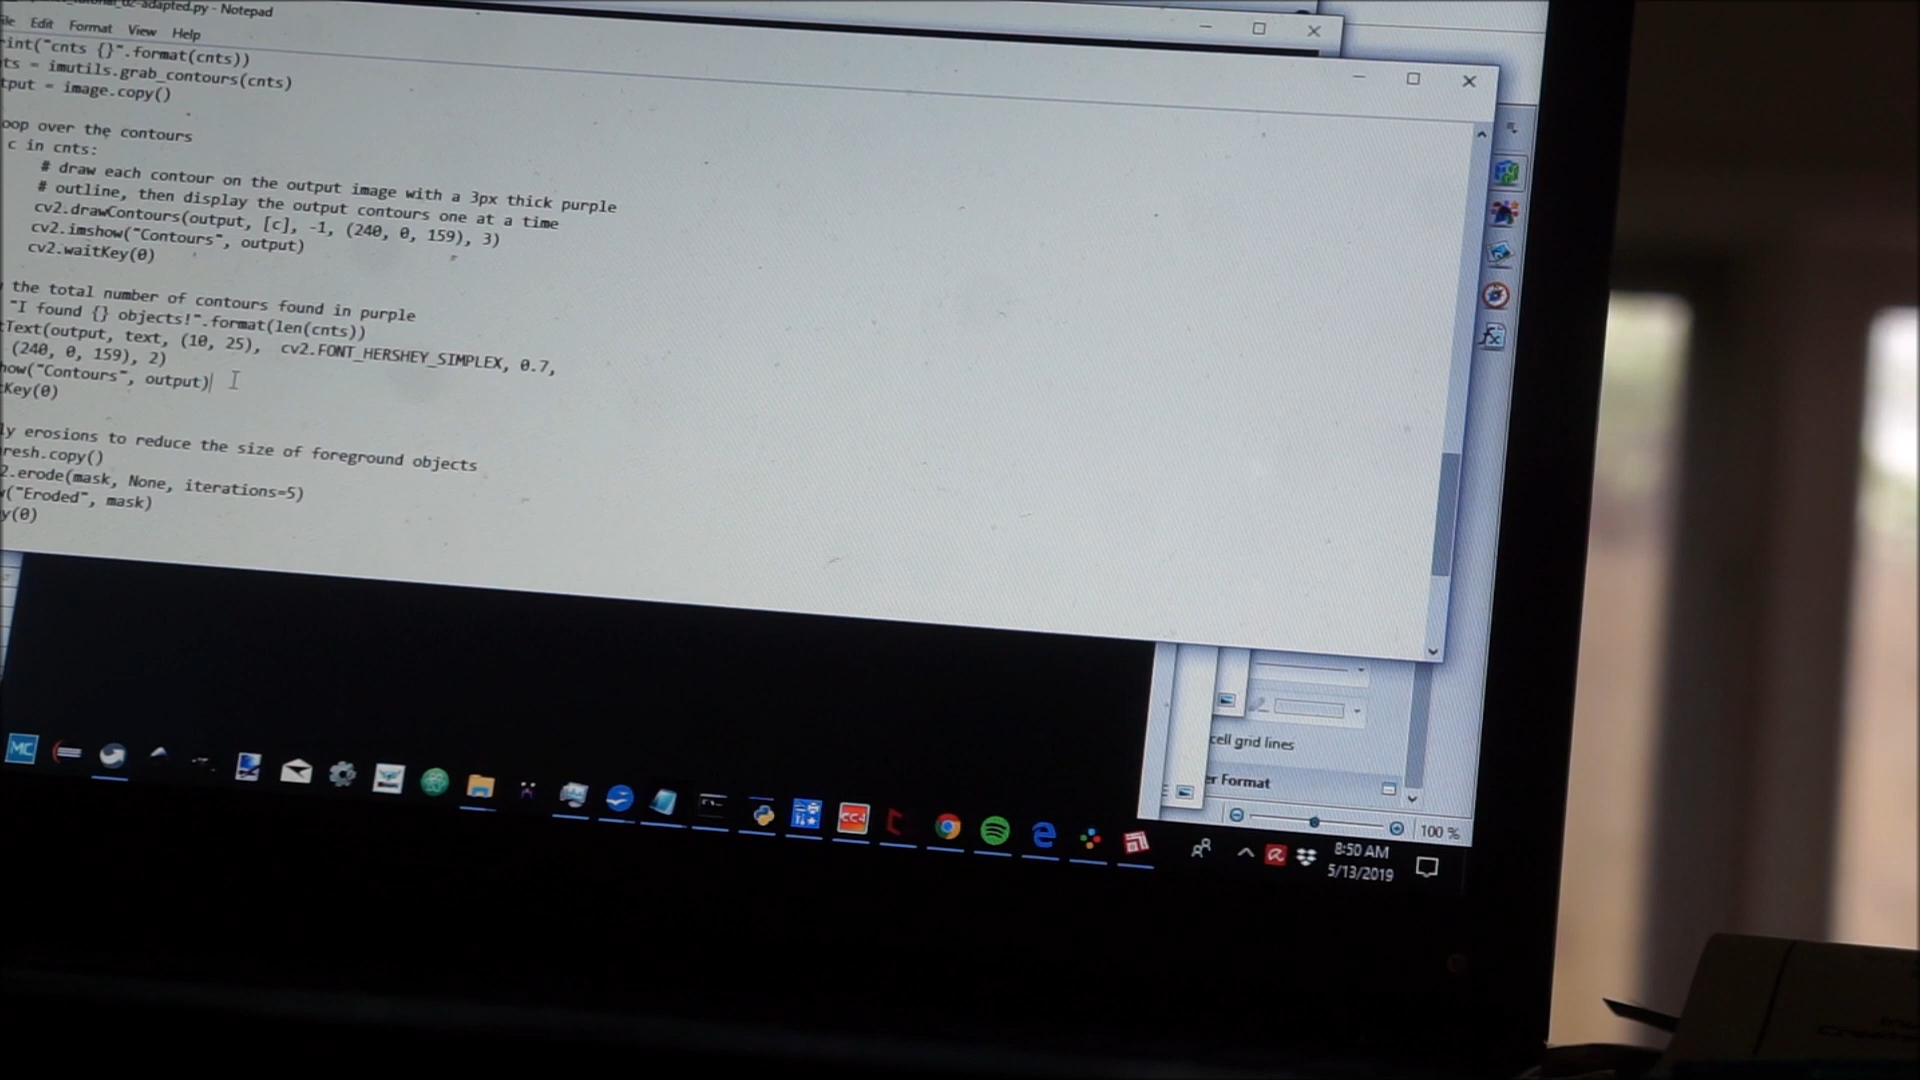 adapted.py - Notepad
Edit Format View Help
int("cnts {}".format(cnts))
ts = imutils.grab_contours(cnts)
tput = image.copy()
oop over the contours
c in cnts:
# draw each contour on the output image with a 3px thick purple
# outline, then display the output contours one at a time
cv2.drawContours(output, [c], -1, (240, 0, 159), 3)
cv2.imshow("Contours", output)
cv2.waitKey(0)
the total number of contours found in purple
"I found {} objects!".format(len(cnts))
tText(output, text, (10, 25),  cv2.FONT_HERSHEY_SIMPLEX, 0.7,
(240, 0, 159), 2)
how("Contours", output)
tKey(0)
ly erosions to reduce the size of foreground objects
resh.copy()
2.erode(mask, None, iterations=5)
w("Eroded", mask)
y(0)
cell grid lines
er Format
100 %
MC
CC4
8:50 AM
5/13/2019